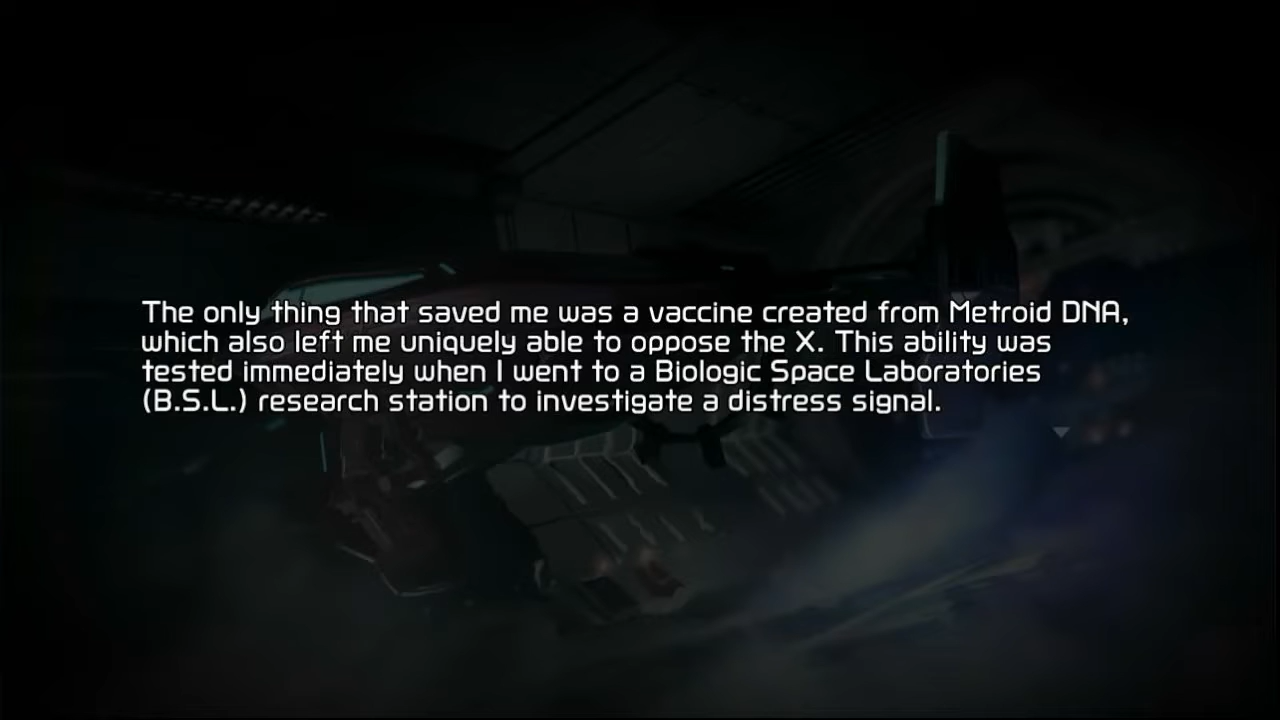 The only thing that saved me was a vaccine created from Metroid DNA,
which also left me uniquely able to oppose the X. This ability was
tested immediately when I went to a Biologic Space Laboratories
(B.S.L.) research station to investigate a distress signal.